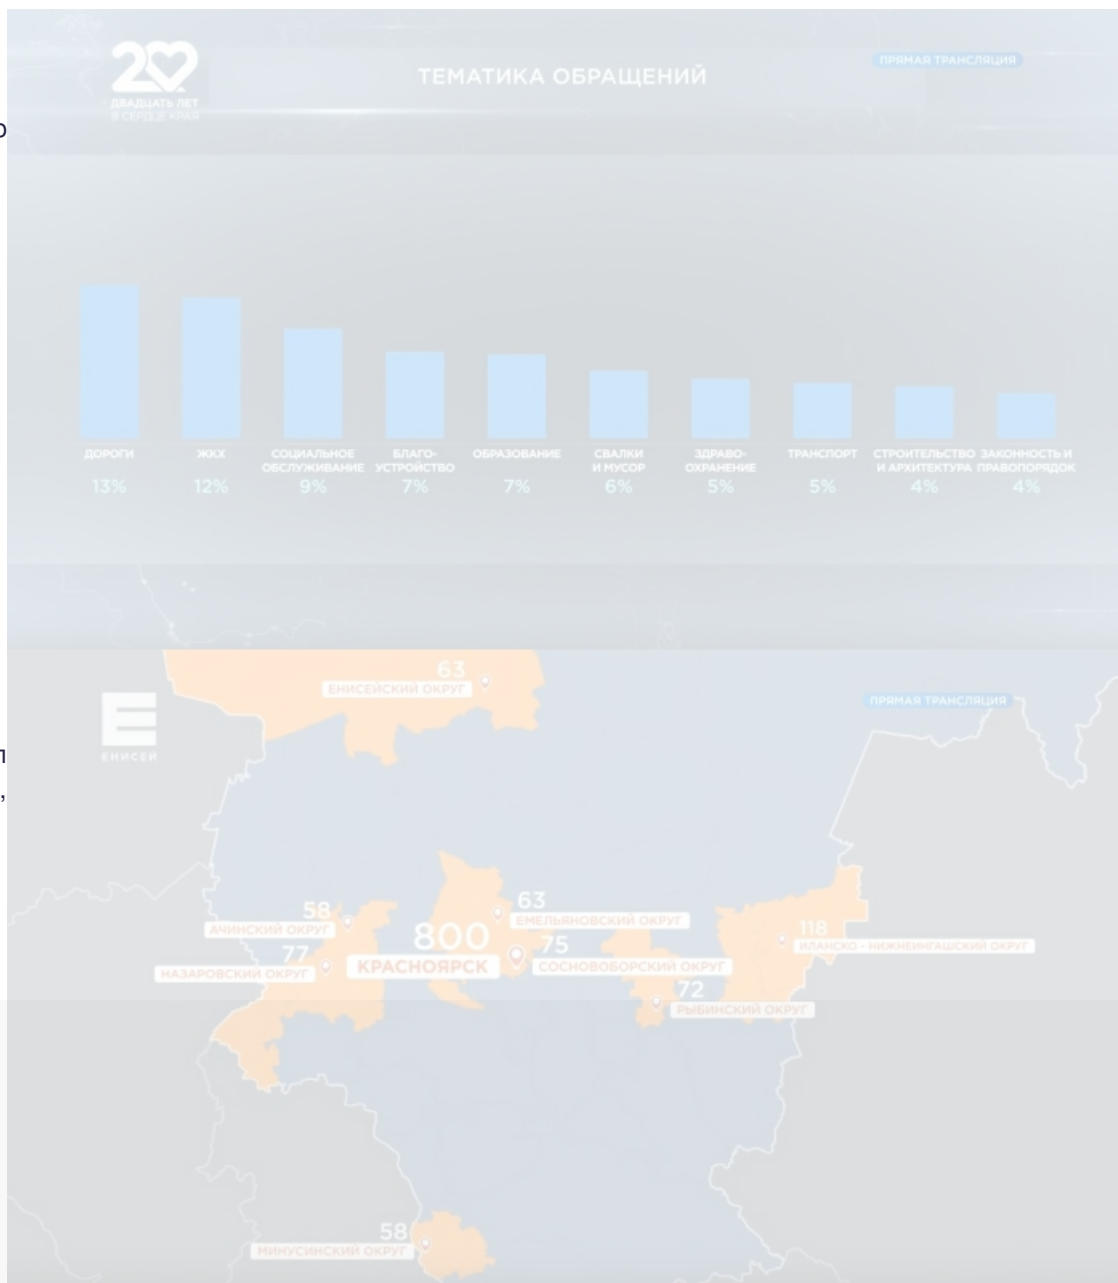 20
ДВАДЦАТЬ ЛЕТ
В СЕРДЦЕ КРАЯ
ТЕМАТИКА ОБРАЩЕНИЙ
ПРЯМАЯ ТРАНСЛЯЦИЯ
о
ДОРОГИ
13%
ЖКХ
12%
СОЦИАЛЬНОЕ
ОБСЛУЖИВАНИЕ
9%
БЛАГО-
УСТРОЙСТВО
7%
ОБРАЗОВАНИЕ
7%
СВАЛКИ
И МУСОР
6%
ЗДРАВО-
ОХРАНЕНИЕ
5%
ТРАНСПОРТ
5%
СТРОИТЕЛЬСТВО
И АРХИТЕКТУРА
4%
ЗАКОННОСТЬ И
ПРАВОПОРЯДОК
4%
63
ЕНИСЕЙСКИЙ ОКРУГ
ЕНИСЕЙ
ПРЯМАЯ ТРАНСЛЯЦИЯ
,
58
АЧИНСКИЙ ОКРУГ
77
НАЗАРОВСКИЙ ОКРУГ
800
КРАСНОЯРСК
63
ЕМЕЛЬЯНОВСКИЙ ОКРУГ
75
СОСНОВОБОРСКИЙ ОКРУГ
72
РЫБИНСКИЙ ОКРУГ
118
ИЛАНСКО - НИЖНЕИНГАШСКИЙ ОКРУГ
58
МИНУСИНСКИЙ ОКРУГ